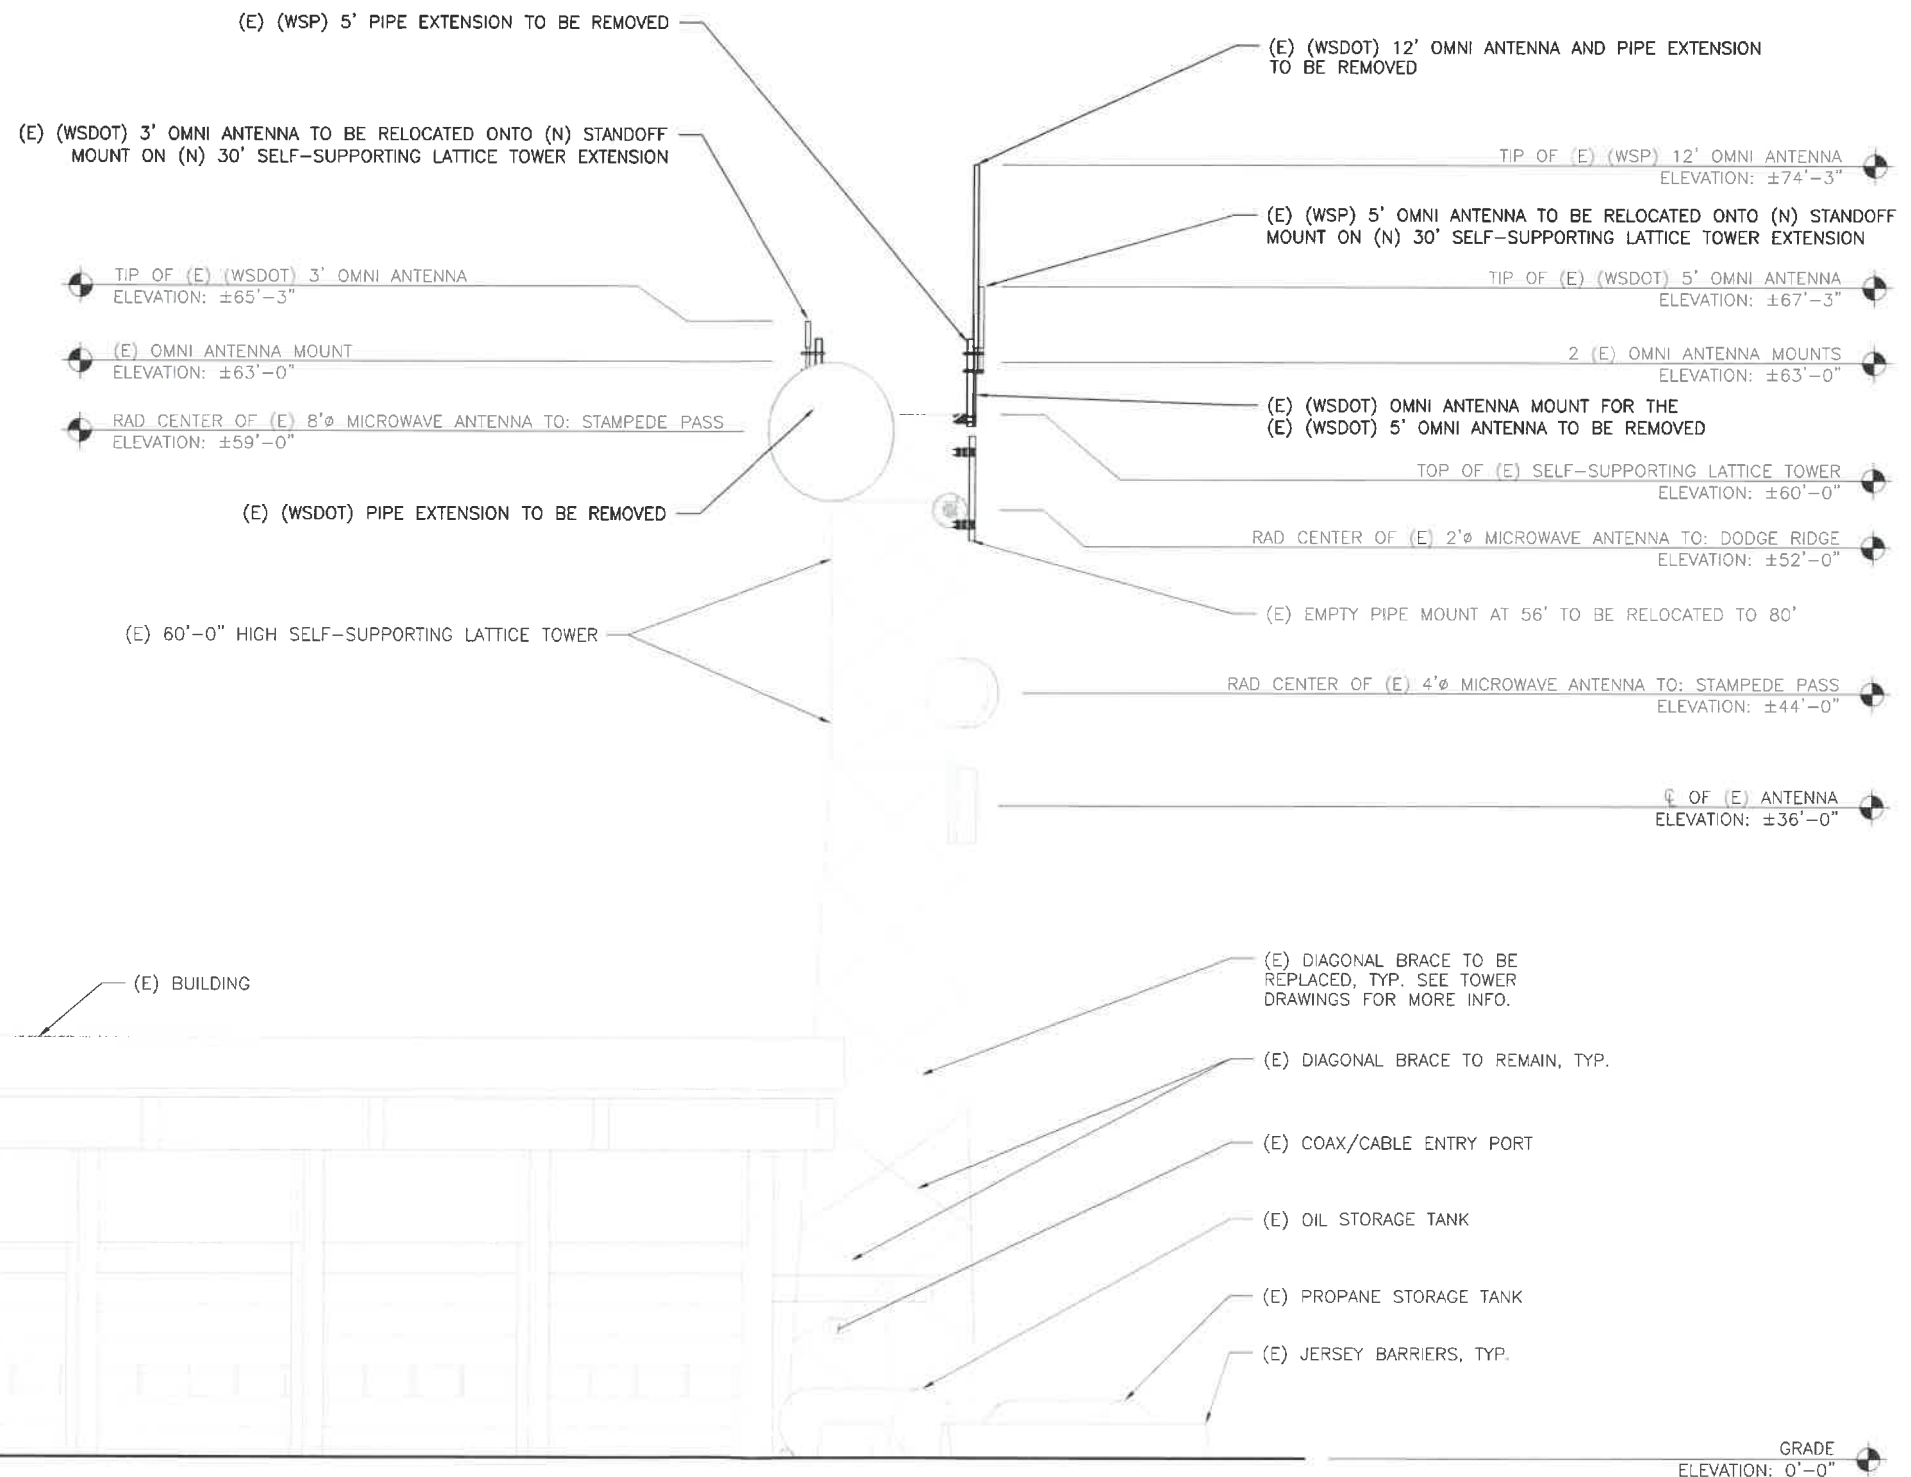 (E) (WSP) 5' PIPE EXTENSION TO BE REMOVED
(E) (WSDOT) 12' OMNI ANTENNA AND PIPE EXTENSION
TO BE REMOVED
(E) (WSDOT) 3' OMNI ANTENNA TO BE RELOCATED ONTO (N) STANDOFF
MOUNT ON (N) 30' SELF-SUPPORTING LATTICE TOWER EXTENSION
TIP OF (E) (WSP) 12' OMNI ANTENNA
ELEVATION: ±74'-3"
(E) (WSP) 5' OMNI ANTENNA TO BE RELOCATED ONTO (N) STANDOFF
MOUNT ON (N) 30' SELF-SUPPORTING LATTICE TOWER EXTENSION
TIP OF (E) (WSDOT) 3' OMNI ANTENNA
ELEVATION: ±65'-3"
TIP OF (E) (WSDOT) 5' OMNI ANTENNA
ELEVATION: ±67'-3"
(E) OMNI ANTENNA MOUNT
ELEVATION: ±63'-0"
2 (E) OMNI ANTENNA MOUNTS
ELEVATION: ±63'-0"
RAD CENTER OF (E) 8'ø MICROWAVE ANTENNA TO: STAMPEDE PASS
ELEVATION: ±59'-0"
(E) (WSDOT) OMNI ANTENNA MOUNT FOR THE
(E) (WSDOT) 5' OMNI ANTENNA TO BE REMOVED
TOP OF (E) SELF-SUPPORTING LATTICE TOWER
ELEVATION: ±60'-0"
(E) (WSDOT) PIPE EXTENSION TO BE REMOVED
RAD CENTER OF (E) 2'ø MICROWAVE ANTENNA TO: DODGE RIDGE
ELEVATION: ±52'-0"
(E) EMPTY PIPE MOUNT AT 56' TO BE RELOCATED TO 80'
(E) 60'-0" HIGH SELF-SUPPORTING LATTICE TOWER
RAD CENTER OF (E) 4'ø MICROWAVE ANTENNA TO: STAMPEDE PASS
ELEVATION: ±44'-0"
℄ OF (E) ANTENNA
ELEVATION: ±36'-0"
(E) BUILDING
(E) DIAGONAL BRACE TO BE
REPLACED, TYP. SEE TOWER
DRAWINGS FOR MORE INFO.
(E) DIAGONAL BRACE TO REMAIN, TYP.
(E) COAX/CABLE ENTRY PORT
(E) OIL STORAGE TANK
(E) PROPANE STORAGE TANK
(E) JERSEY BARRIERS, TYP.
GRADE
ELEVATION: 0'-0"